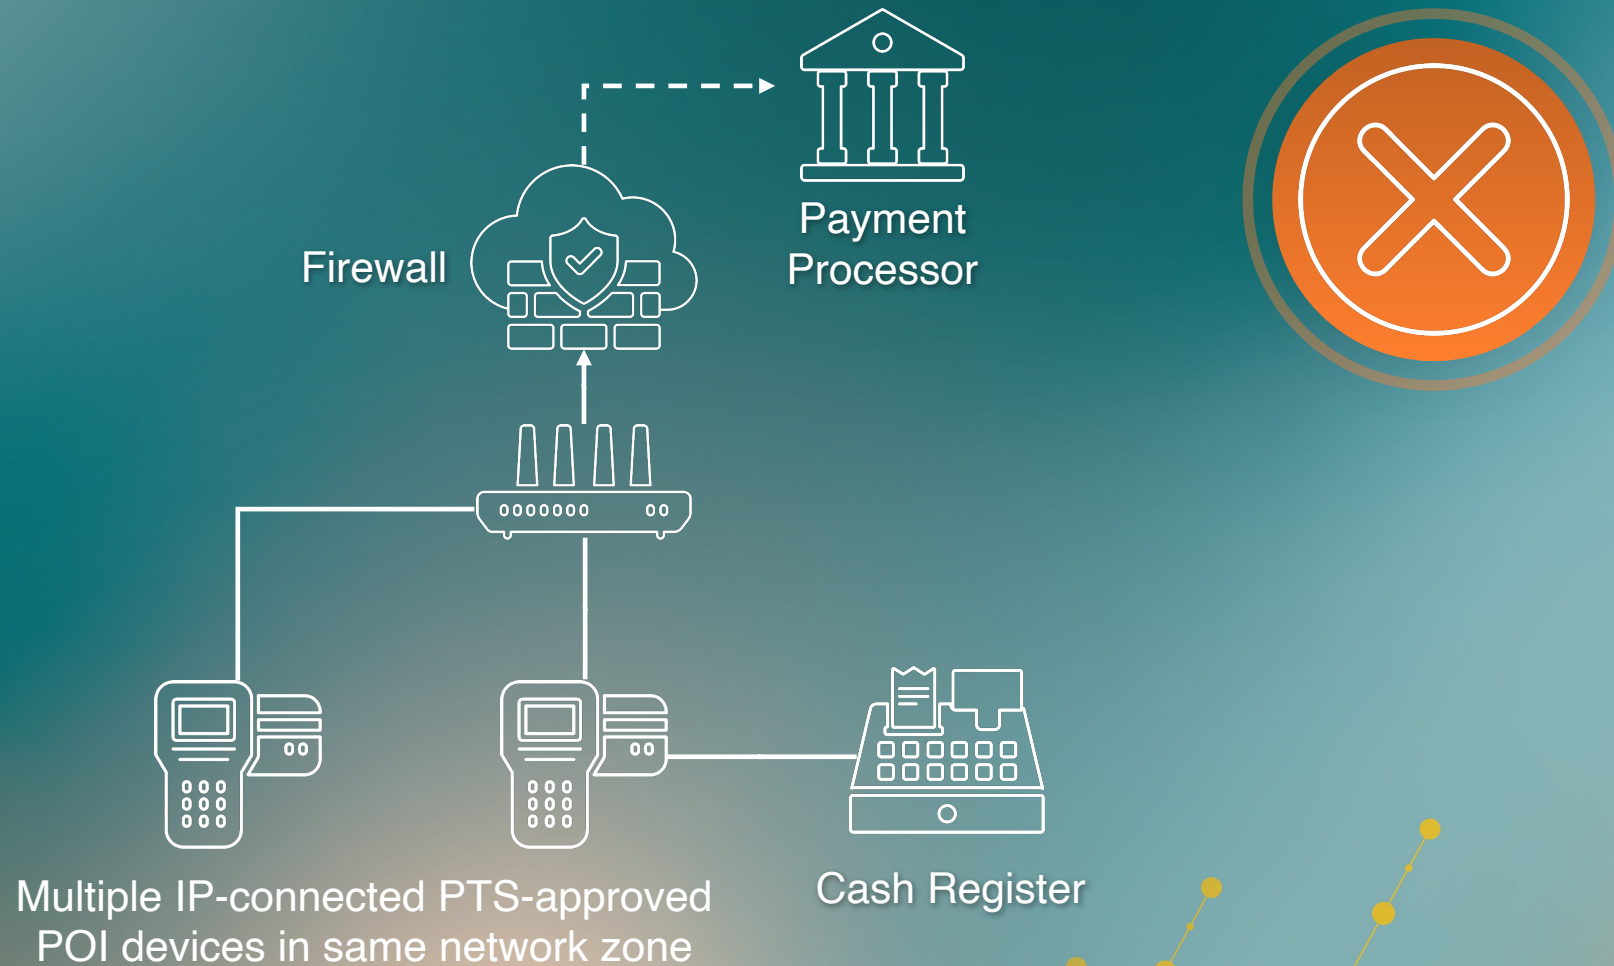 Payment
Processor
Firewall
Cash Register
Multiple IP-connected PTS-approved
POI devices in same network zone